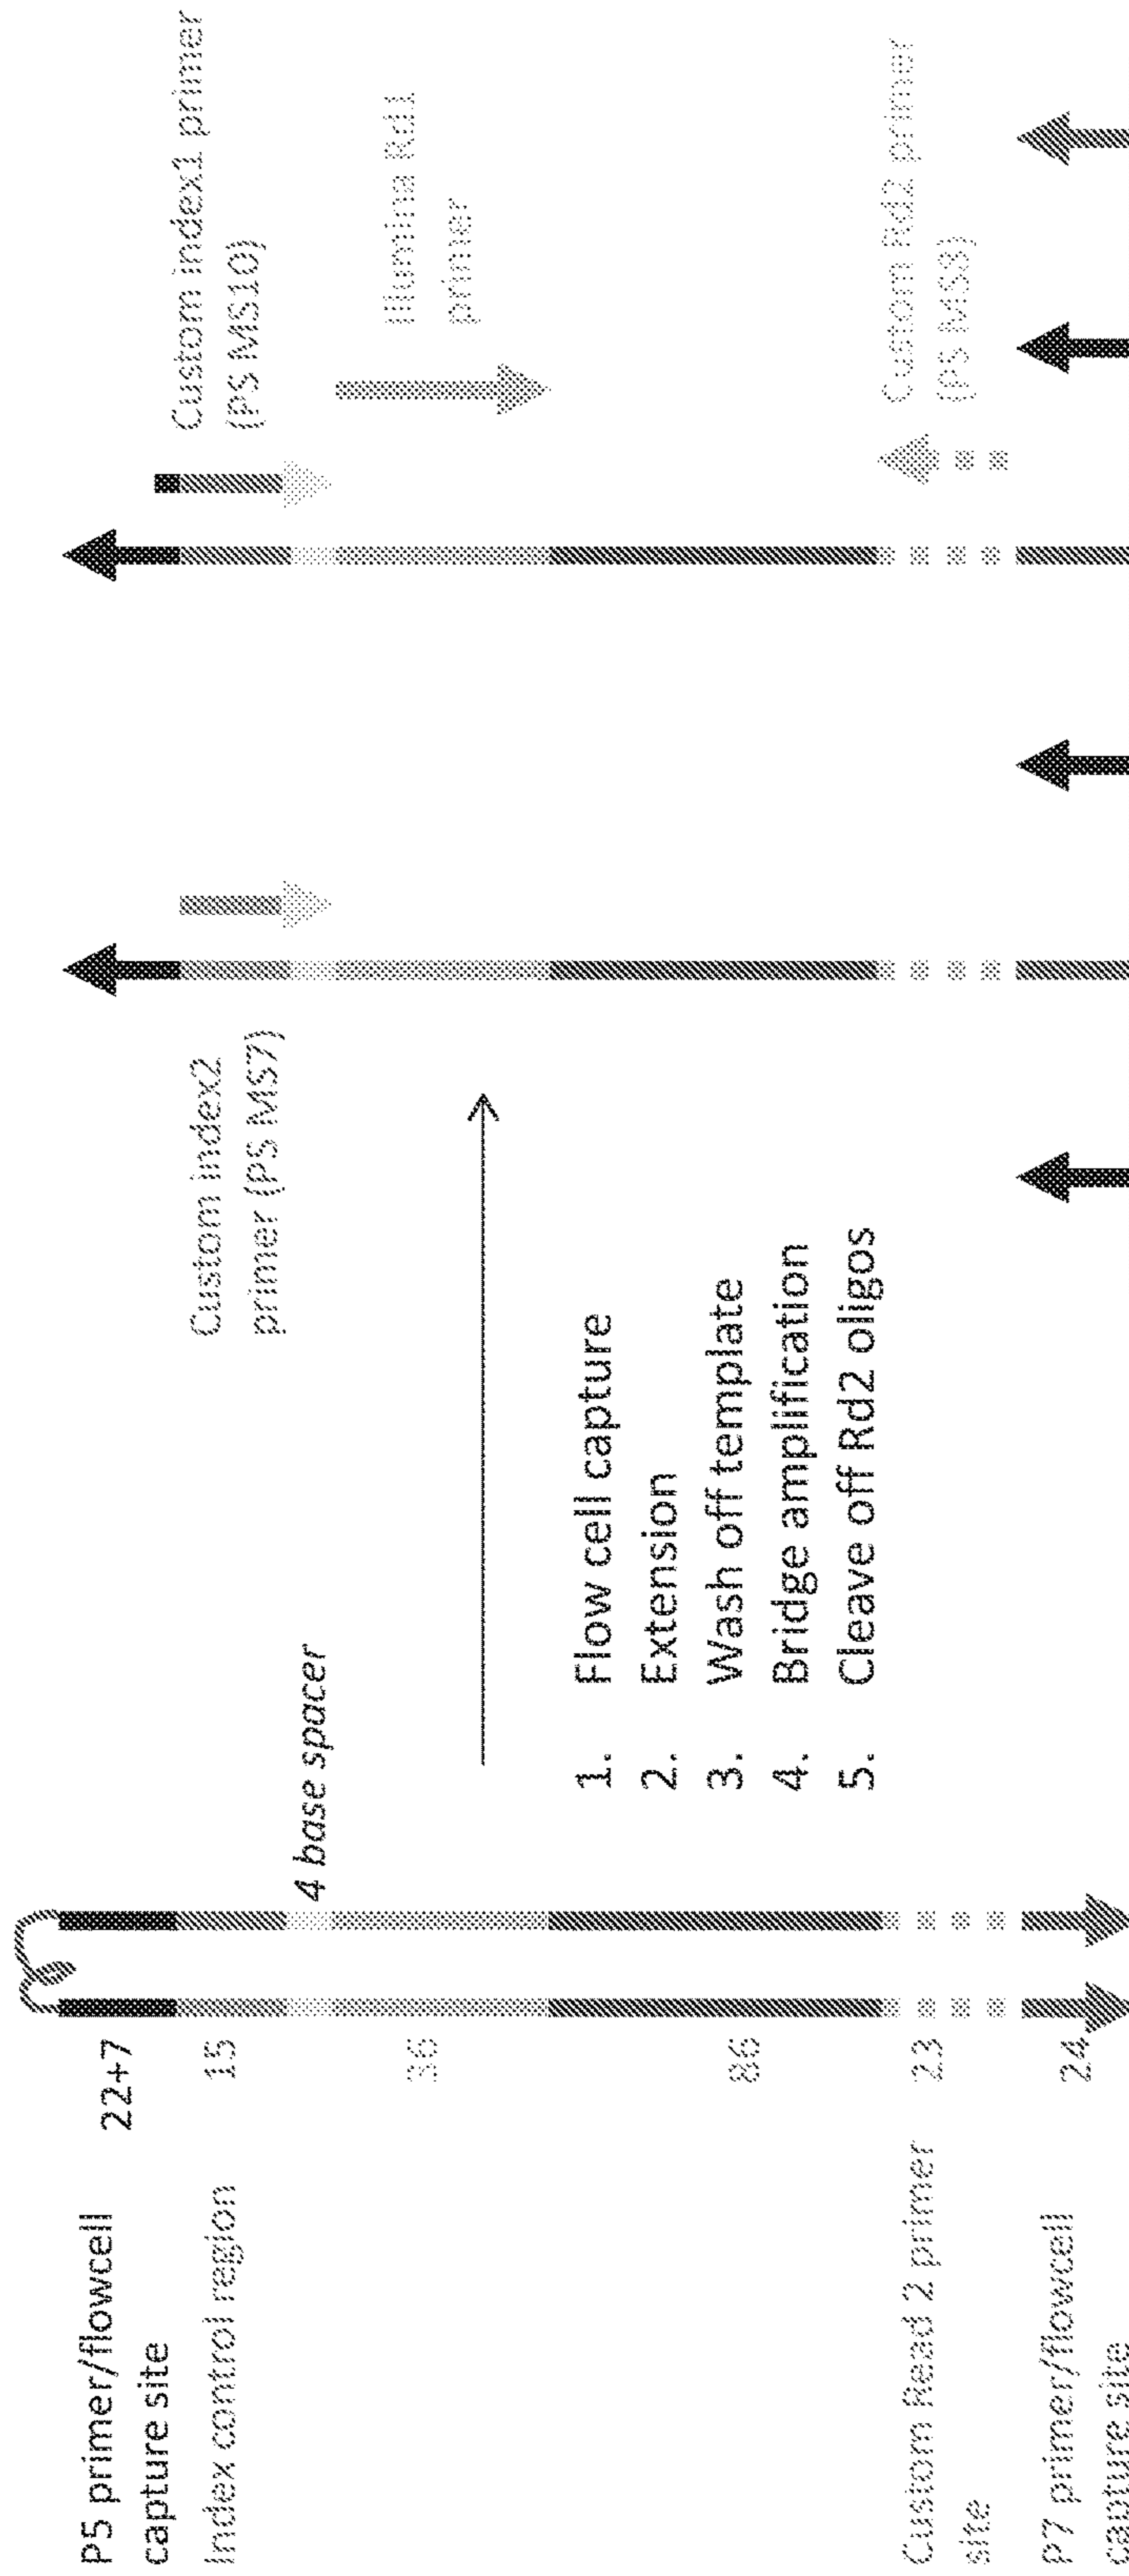 P5 primer/flowcell
capture site
22+7
Index control region
15
4 base spacer
36
86
Custom Read 2 primer
site
23
P7 primer/flowcell
capture site
24
1. Flow cell capture
2. Extension
3. Wash off template
4. Bridge amplification
5. Cleave off Rd2 oligos
Custom index2
primer (PS MS7)
Custom index1 primer
(PS MS10)
Illumina Rd1
primer
Custom Rd2 primer
(PS MS8)